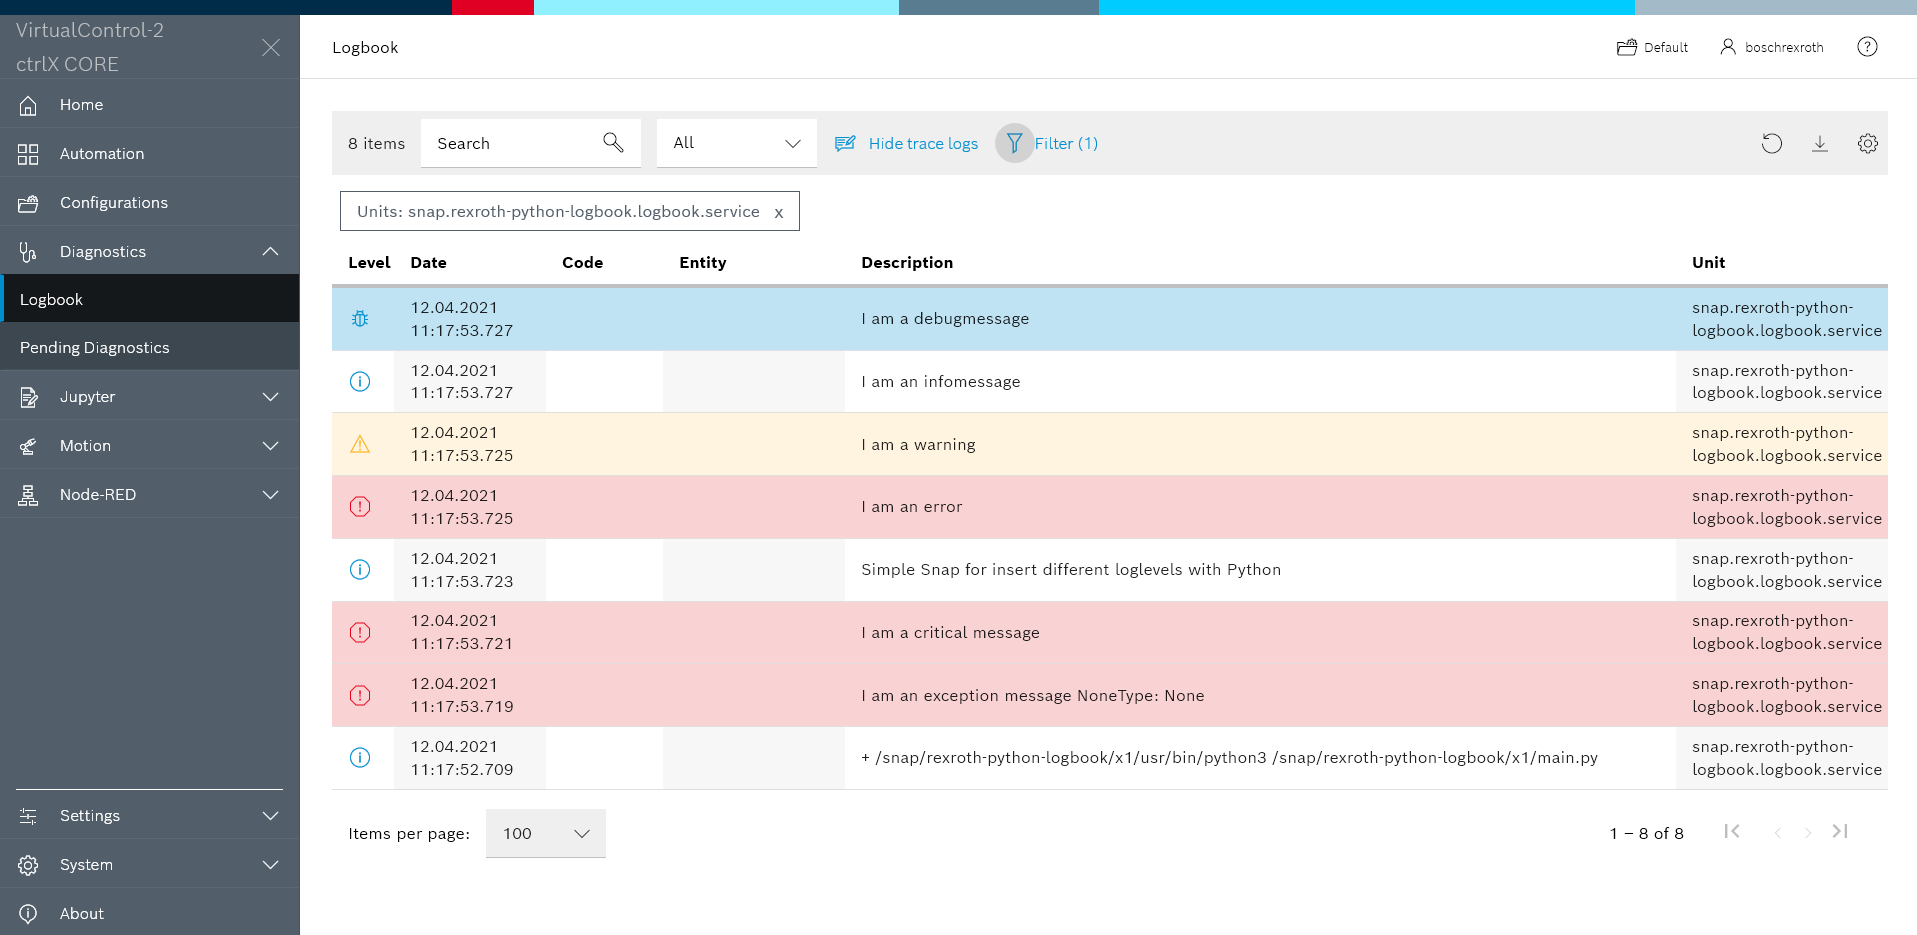 VirtualControl-2
ctrlX CORE
Home
Automation
Configurations
Diagnostics
Logbook
Pending Diagnostics
Jupyter
Motion
Node-RED
Settings
System
About
Logbook
Default
boschrexroth
?
8 items
Search
All
Hide trace logs
Filter (1)
Units: snap.rexroth-python-logbook.logbook.service x
Level Date Code Entity Description Unit
12.04.2021
11:17:53.727
I am a debugmessage
snap.rexroth-python-
logbook.logbook.service
12.04.2021
11:17:53.727
I am an infomessage
snap.rexroth-python-
logbook.logbook.service
12.04.2021
11:17:53.725
I am a warning
snap.rexroth-python-
logbook.logbook.service
12.04.2021
11:17:53.725
I am an error
snap.rexroth-python-
logbook.logbook.service
12.04.2021
11:17:53.723
Simple Snap for insert different loglevels with Python
snap.rexroth-python-
logbook.logbook.service
12.04.2021
11:17:53.721
I am a critical message
snap.rexroth-python-
logbook.logbook.service
12.04.2021
11:17:53.719
I am an exception message NoneType: None
snap.rexroth-python-
logbook.logbook.service
12.04.2021
11:17:52.709
+ /snap/rexroth-python-logbook/x1/usr/bin/python3 /snap/rexroth-python-logbook/x1/main.py
snap.rexroth-python-
logbook.logbook.service
Items per page: 100
1 – 8 of 8